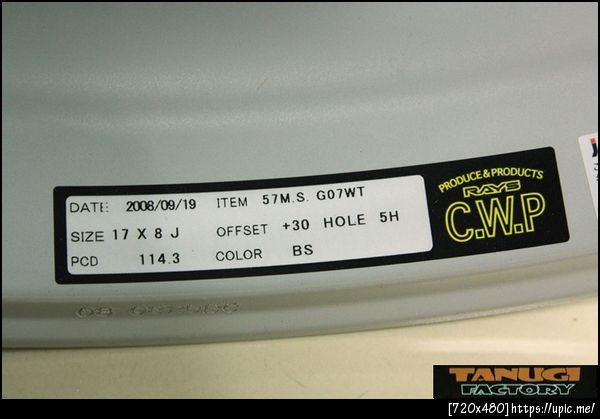 DATE 2008/09/19 ITEM 57M.S. G07WT
SIZE 17 X 8 J OFFSET +30 HOLE 5H
PCD 114.3 COLOR BS
PRODUCE & PRODUCTS
RAYS
C.W.P
TANUGI
FACTORY
[720x480]https://upic.me/